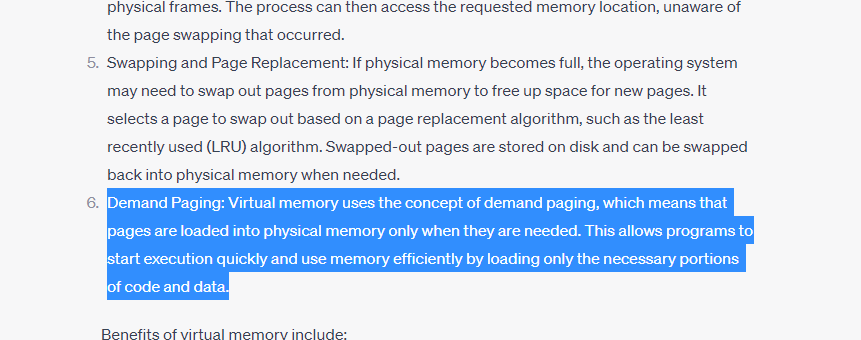 physical frames. The process can then access the requested memory location, unaware of
the page swapping that occurred.
5. Swapping and Page Replacement: If physical memory becomes full, the operating system
may need to swap out pages from physical memory to free up space for new pages. It
selects a page to swap out based on a page replacement algorithm, such as the least
recently used (LRU) algorithm. Swapped-out pages are stored on disk and can be swapped
back into physical memory when needed.
6. Demand Paging: Virtual memory uses the concept of demand paging, which means that
pages are loaded into physical memory only when they are needed. This allows programs to
start execution quickly and use memory efficiently by loading only the necessary portions
of code and data.
Benefits of virtual memory include: